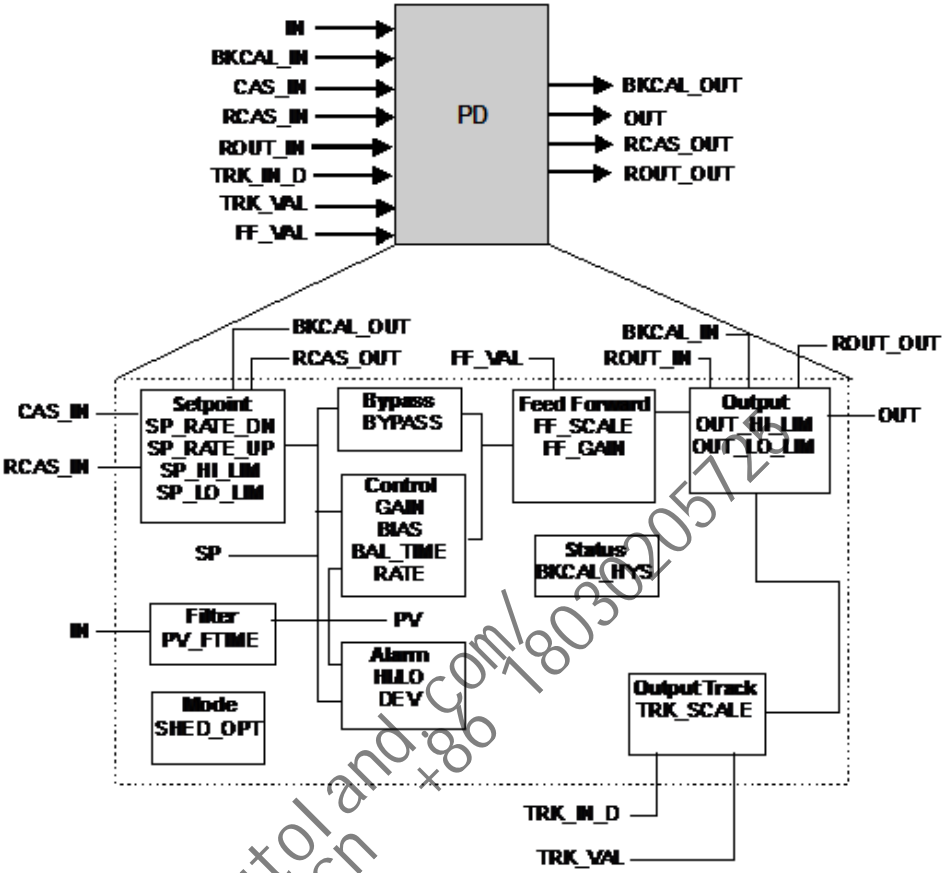 IN
BKCAL_IN
CAS_IN
RCAS_IN
ROUT_IN
TRK_IN_D
TRK_VAL
FF_VAL
PD
BKCAL_OUT
OUT
RCAS_OUT
ROUT_OUT
BKCAL_OUT
RCAS_OUT
FF_VAL
BKCAL_IN
ROUT_IN
ROUT_OUT
CAS_IN
RCAS_IN
Setpoint
SP_RATE_DN
SP_RATE_UP
SP_HI_LIM
SP_LO_LIM
Bypass
BYPASS
Feed Forward
FF_SCALE
FF_GAIN
Output
OUT_HI_LIM
OUT_LO_LIM
OUT
Control
GAIN
BIAS
BAL_TIME
RATE
SP
Status
BKCAL_HYS
IN
Filter
PV_FTIME
PV
Alarm
HI/LO
DEV
Mode
SHED_OPT
Output Track
TRK_SCALE
TRK_IN_D
TRK_VAL
+86 18030205725